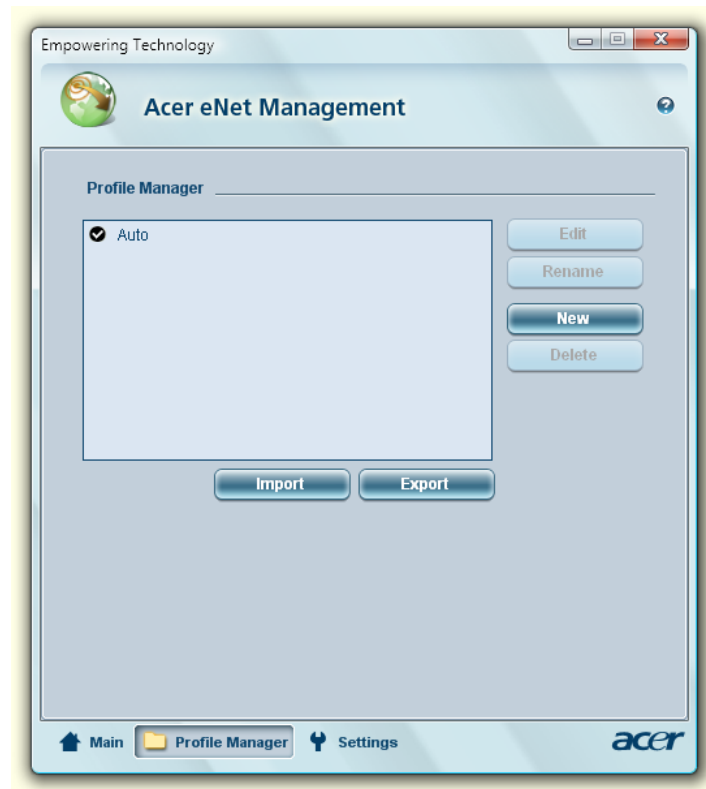 Empowering Technology
Acer eNet Management
Profile Manager
Auto
Edit
Rename
New
Delete
Import
Export
Main
Profile Manager
Settings
acer